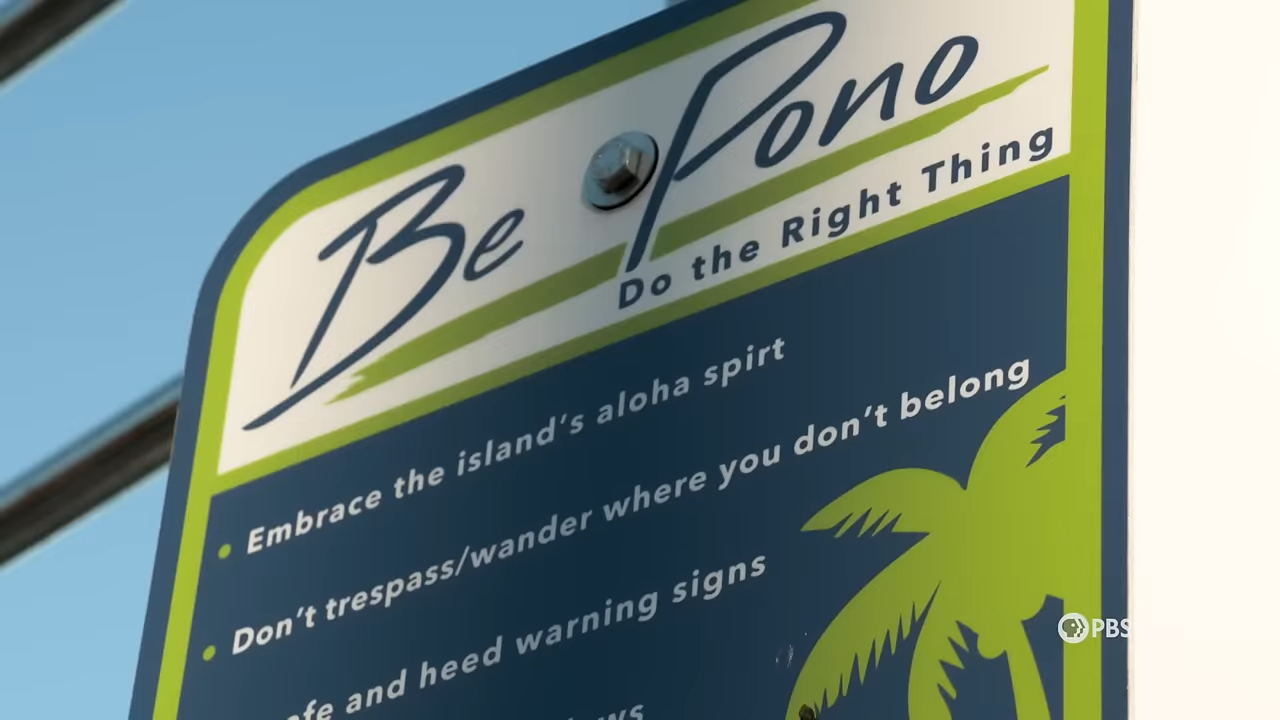 Be Pono
Do the Right Thing
• Embrace the island's aloha spirt
• Don't trespass/wander where you don't belong
and heed warning signs
PBS